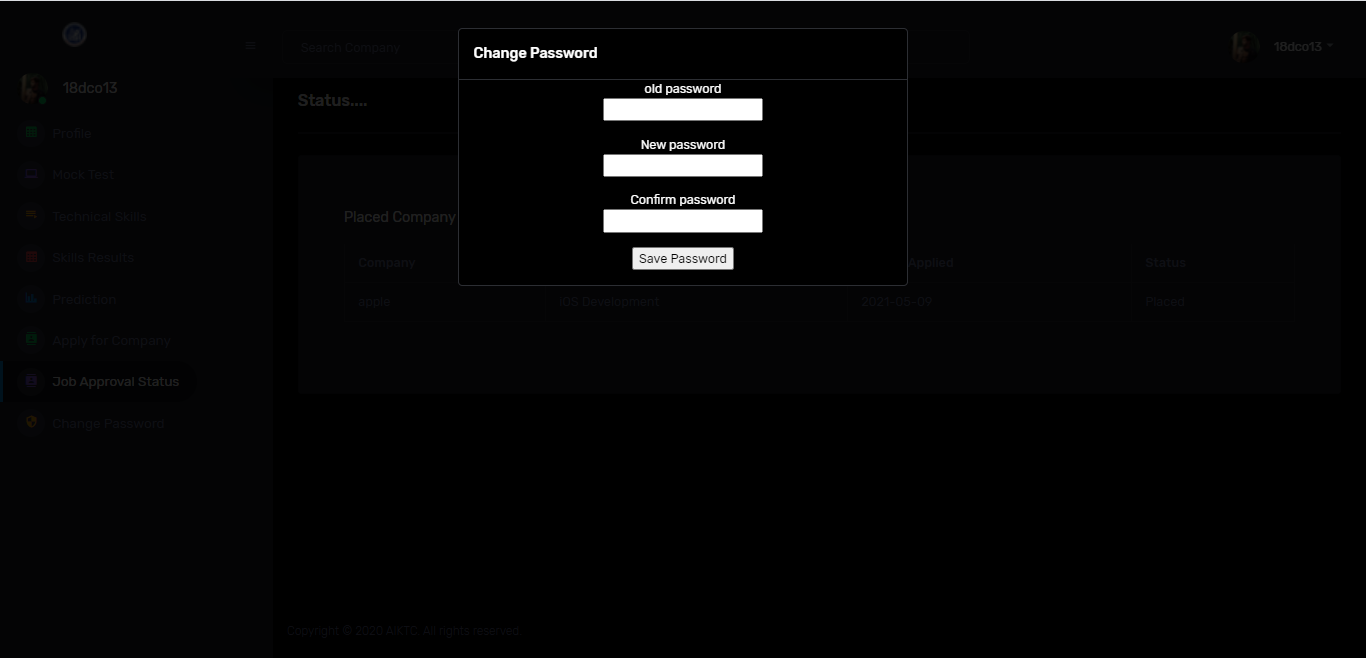 Search Company
18dco13
18dco13
Profile
Mock Test
Technical Skills
Skills Results
Prediction
Apply for Company
Job Approval Status
Change Password
Change Password
old password
New password
Confirm password
Save Password
Status....
Placed Company
Company Applied Status
apple IOS Development 2021-05-09 Placed
Copyright © 2020 AIKTC. All rights reserved